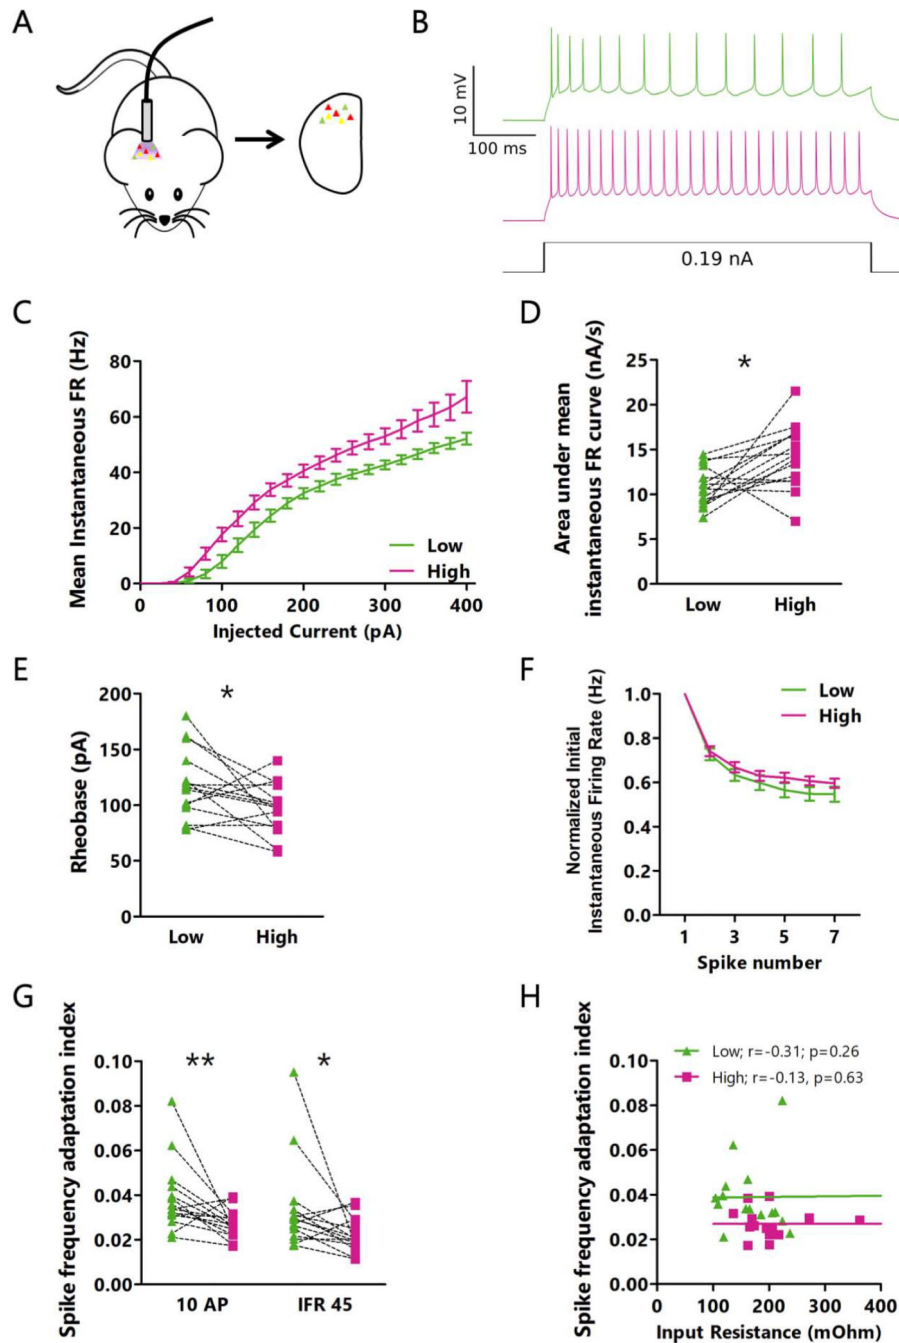 A
B
10 mV
100 ms
0.19 nA
C
Mean Instantaneous FR (Hz)
80
60
40
20
0
0
100
200
300
400
Injected Current (pA)
Low
High
D
Area under mean
instantaneous FR curve (nA/s)
25
20
15
10
5
0
*
Low
High
E
Rheobase (pA)
200
150
100
50
0
*
Low
High
F
Normalized Initial
Instantaneous Firing Rate (Hz)
1.0
0.8
0.6
0.4
0.2
0.0
1
3
5
7
Spike number
Low
High
G
Spike frequency adaptation index
0.10
0.08
0.06
0.04
0.02
0.00
**
*
10 AP
IFR 45
H
Spike frequency adaptation index
0.10
0.08
0.06
0.04
0.02
0.00
Low; r=-0.31; p=0.26
High; r=-0.13, p=0.63
0
100
200
300
400
Input Resistance (mOhm)